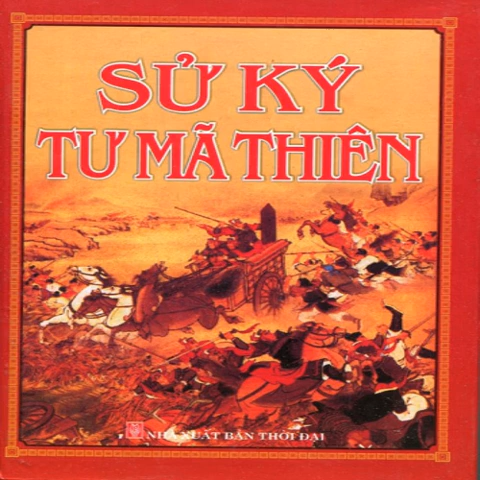 SỬ KÝ
TƯ MÃ THIÊN
NHÀ XUẤT BẢN THỜI ĐẠI